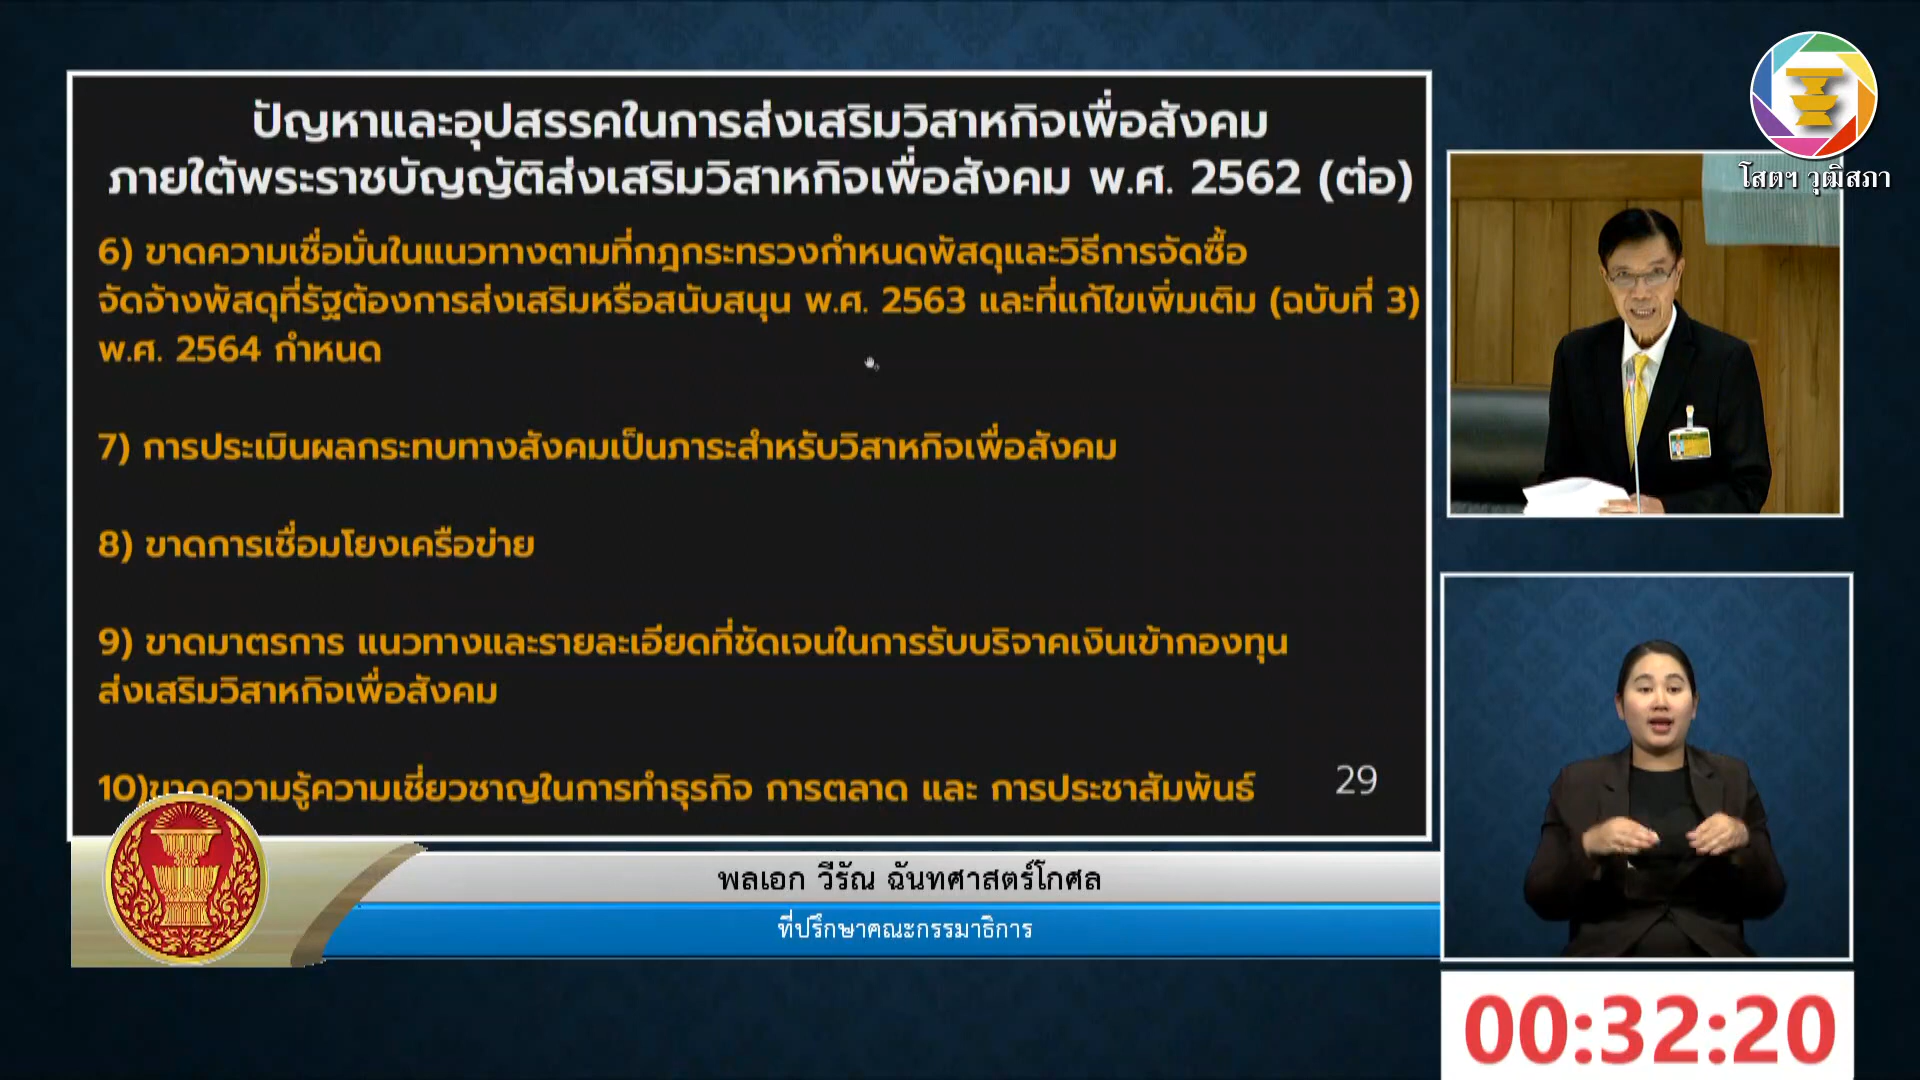 ปัญหาและอุปสรรคในการส่งเสริมวิสาหกิจเพื่อสังคม
ภายใต้พระราชบัญญัติส่งเสริมวิสาหกิจเพื่อสังคม พ.ศ. 2562 (ต่อ)
6) ขาดความเชื่อมั่นในแนวทางตามที่กฎกระทรวงกำหนดพัสดุและวิธีการจัดซื้อ
จัดจ้างพัสดุที่รัฐต้องการส่งเสริมหรือสนับสนุน พ.ศ. 2563 และที่แก้ไขเพิ่มเติม (ฉบับที่ 3)
พ.ศ. 2564 กำหนด
7) การประเมินผลกระทบทางสังคมเป็นภาระสำหรับวิสาหกิจเพื่อสังคม
8) ขาดการเชื่อมโยงเครือข่าย
9) ขาดมาตรการ แนวทางและรายละเอียดที่ชัดเจนในการรับบริจาคเงินเข้ากองทุน
ส่งเสริมวิสาหกิจเพื่อสังคม
10)ขาดความรู้ความเชี่ยวชาญในการทำธุรกิจ การตลาด และ การประชาสัมพันธ์
29
โสตฯ วุฒิสภา
พลเอก วีรัณ ฉันทศาสตร์โกศล
ที่ปรึกษาคณะกรรมาธิการ
00:32:20